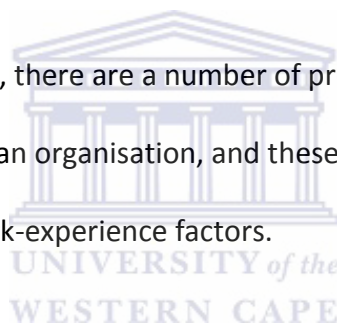 , there are a number of pr
an organisation, and these
k-experience factors.
UNIVERSITY of the
WESTERN CAPE